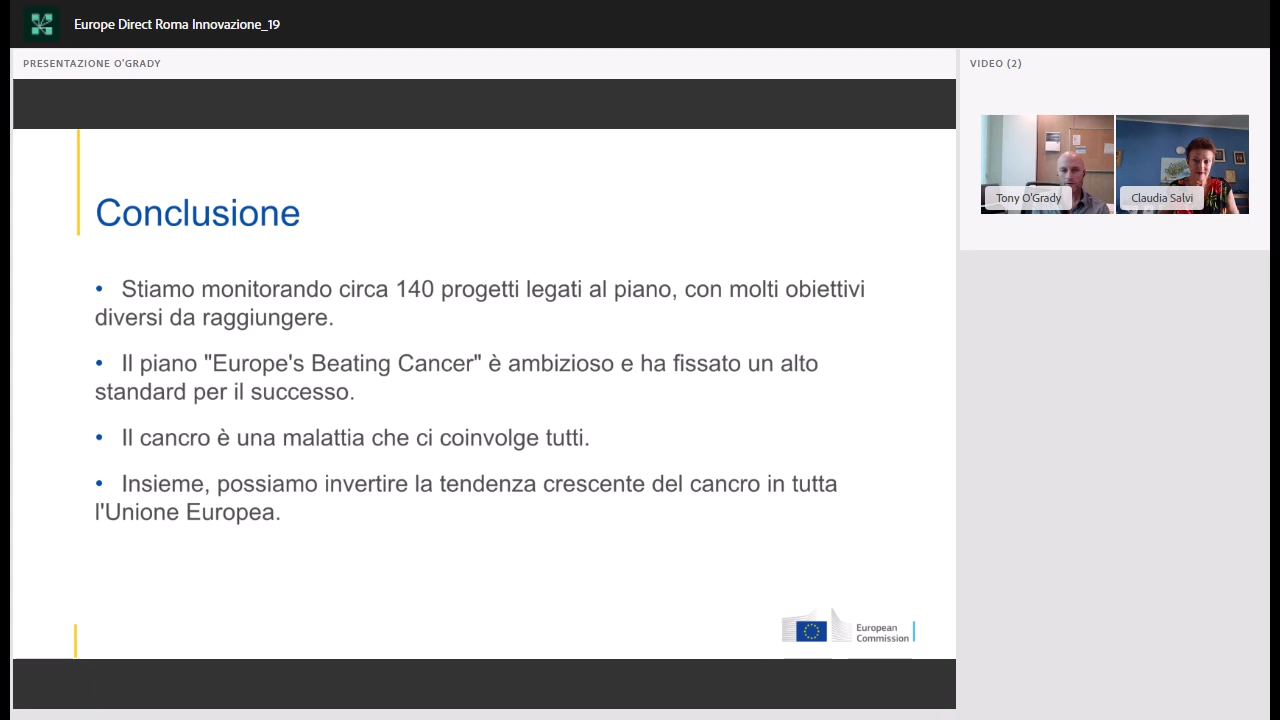 Europe Direct Roma Innovazione_19
PRESENTAZIONE O'GRADY
VIDEO (2)
Tony O'Grady
Claudia Salvi
Conclusione
• Stiamo monitorando circa 140 progetti legati al piano, con molti obiettivi
diversi da raggiungere.
• Il piano "Europe's Beating Cancer" è ambizioso e ha fissato un alto
standard per il successo.
• Il cancro è una malattia che ci coinvolge tutti.
• Insieme, possiamo invertire la tendenza crescente del cancro in tutta
l'Unione Europea.
European
Commission